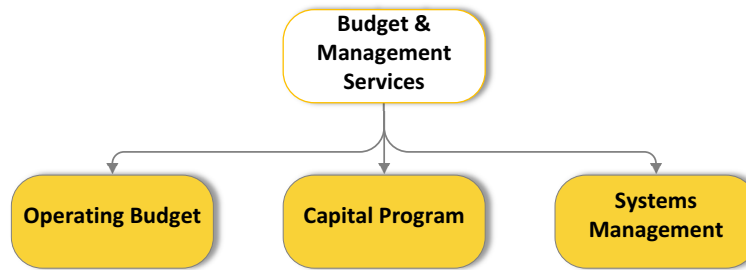 Budget &
Management
Services
Operating Budget
Capital Program
Systems
Management